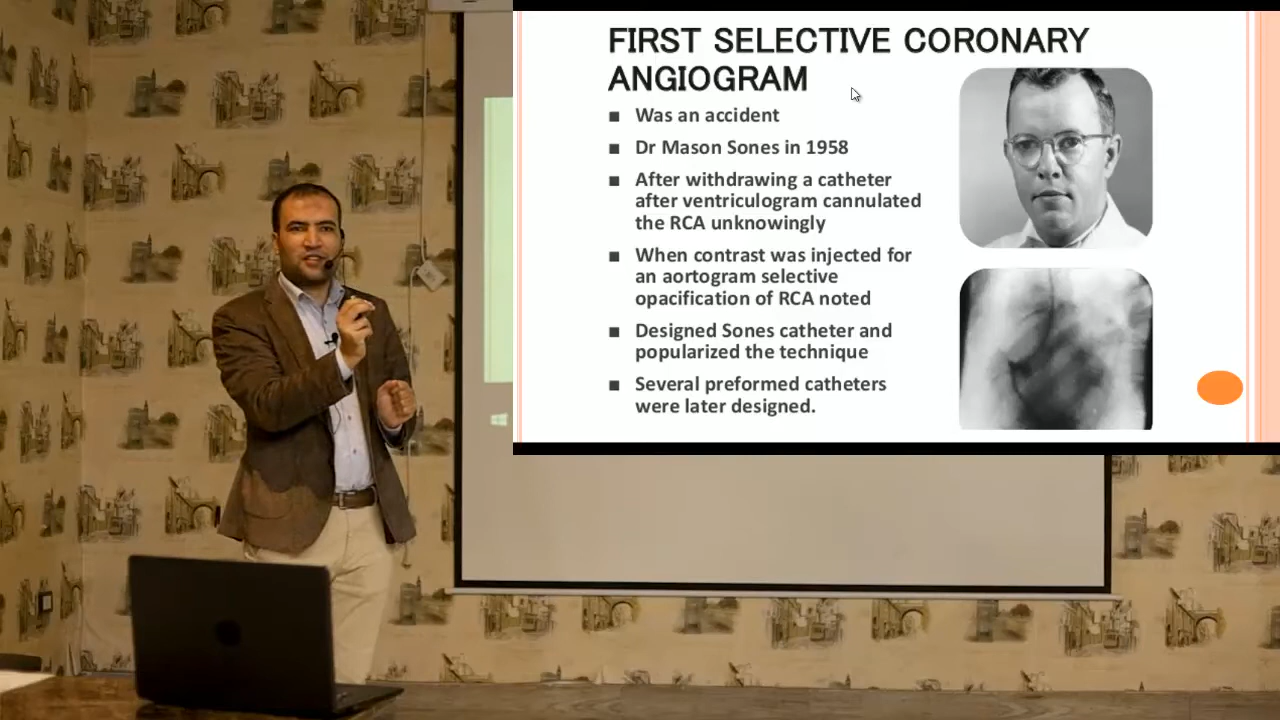 FIRST SELECTIVE CORONARY
ANGIOGRAM
■ Was an accident
■ Dr Mason Sones in 1958
■ After withdrawing a catheter
after ventriculogram cannulated
the RCA unknowingly
■ When contrast was injected for
an aortogram selective
opacification of RCA noted
■ Designed Sones catheter and
popularized the technique
■ Several preformed catheters
were later designed.